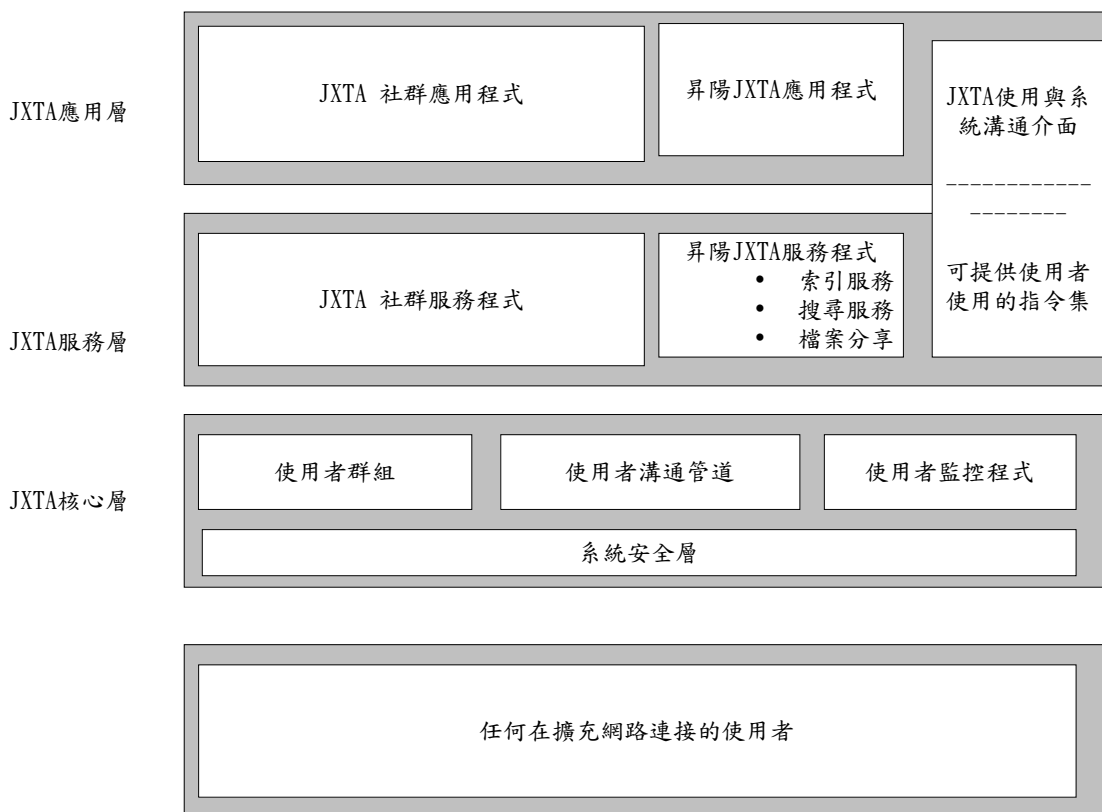 JXTA應用層
JXTA 社群應用程式
昇陽JXTA應用程式
JXTA使用與系
統溝通介面
------------
--------
可提供使用者
使用的指令集
JXTA服務層
JXTA 社群服務程式
昇陽JXTA服務程式
• 索引服務
• 搜尋服務
• 檔案分享
JXTA核心層
使用者群組
使用者溝通管道
使用者監控程式
系統安全層
任何在擴充網路連接的使用者